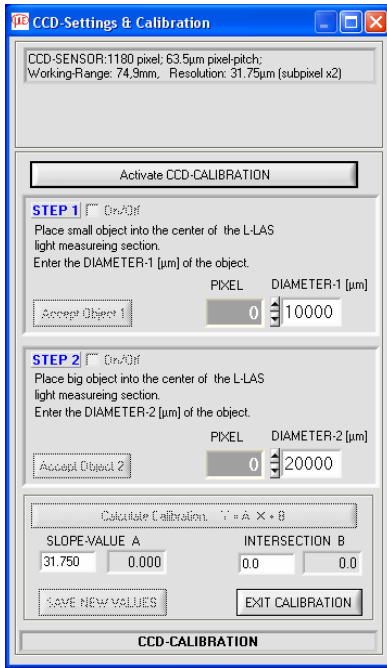 CCD-Settings & Calibration
CCD-SENSOR:1180 pixel; 63.5µm pixel-pitch;
Working-Range: 74,9mm, Resolution: 31.75µm (subpixel x2)
Activate CCD-CALIBRATION
STEP 1 On/Off
Place small object into the center of the L-LAS
light measureing section.
Enter the DIAMETER-1 [µm] of the object.
PIXEL DIAMETER-1 [µm]
Accept Object 1 0 10000
STEP 2 On/Off
Place big object into the center of the L-LAS
light measureing section.
Enter the DIAMETER-2 [µm] of the object.
PIXEL DIAMETER-2 [µm]
Accept Object 2 0 20000
Calculate Calibration. Y = A X + B
SLOPE-VALUE A INTERSECTION B
31.750 0.000 0.0 0.0
SAVE NEW VALUES EXIT CALIBRATION
CCD-CALIBRATION